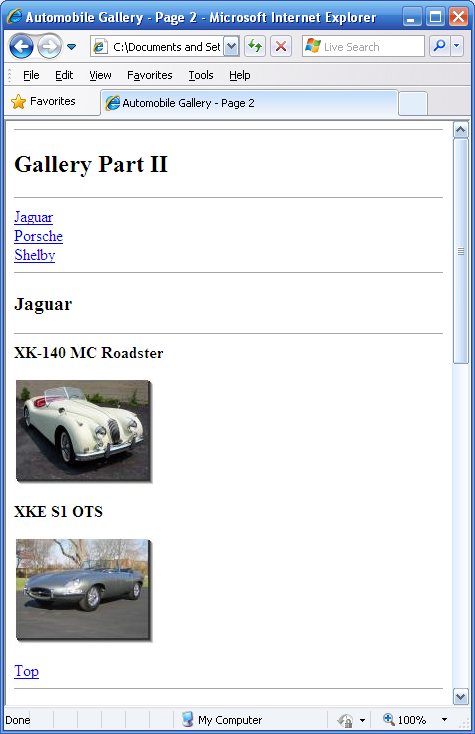 Automobile Gallery - Page 2 - Microsoft Internet Explorer
C:\Documents and Set
Live Search
File Edit View Favorites Tools Help
Favorites
Automobile Gallery - Page 2
Gallery Part II
Jaguar
Porsche
Shelby
Jaguar
XK-140 MC Roadster
XKE S1 OTS
Top
Done
My Computer
100%